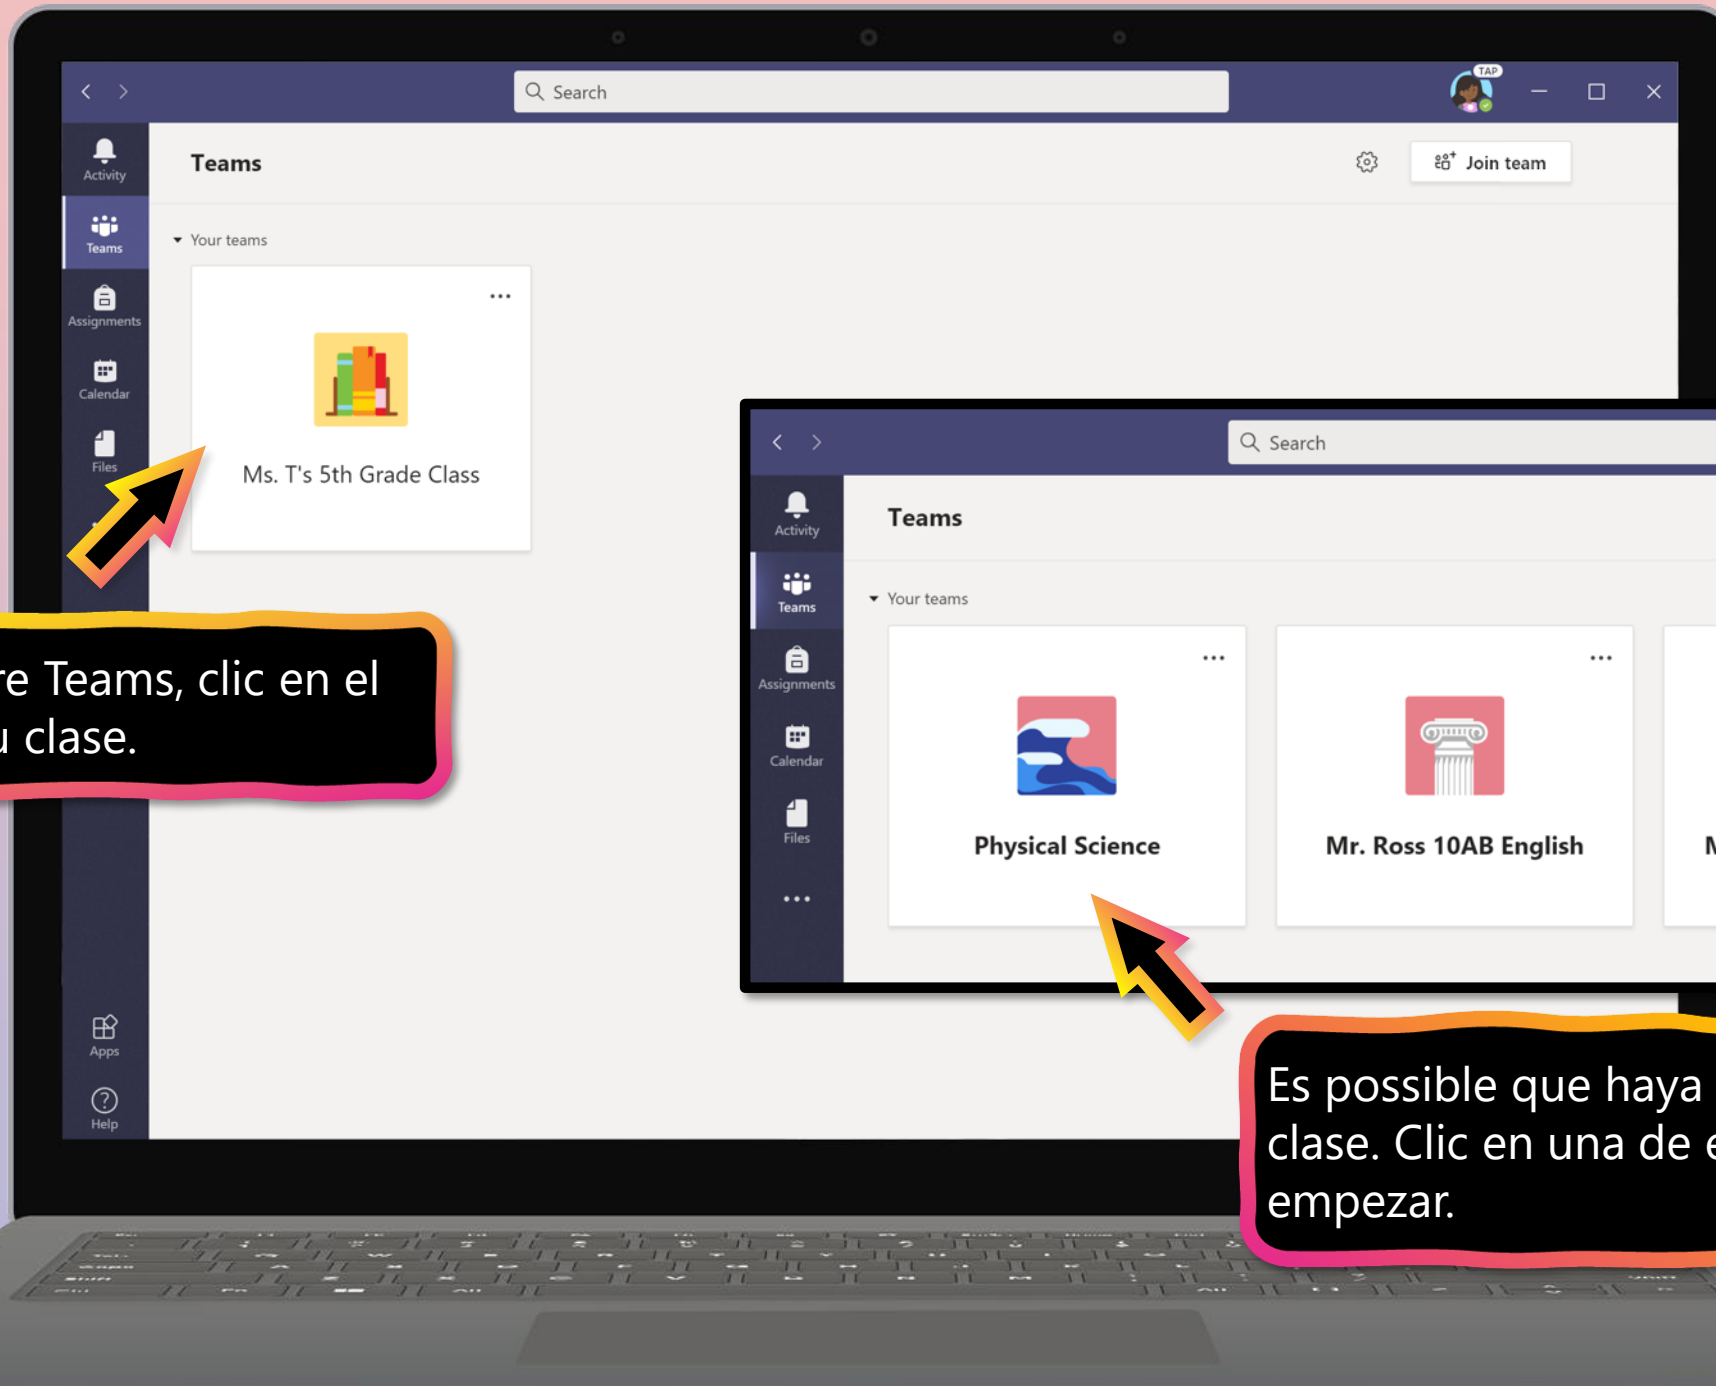 Search
TAP
Activity
Teams
Join team
Teams
Your teams
Assignments
Calendar
Files
Ms. T's 5th Grade Class
Teams, clic en el
clase.
Apps
Help
Search
Activity
Teams
Teams
Your teams
Assignments
Calendar
Files
Physical Science
Mr. Ross 10AB English
Es possible que haya
clase. Clic en una de
empezar.